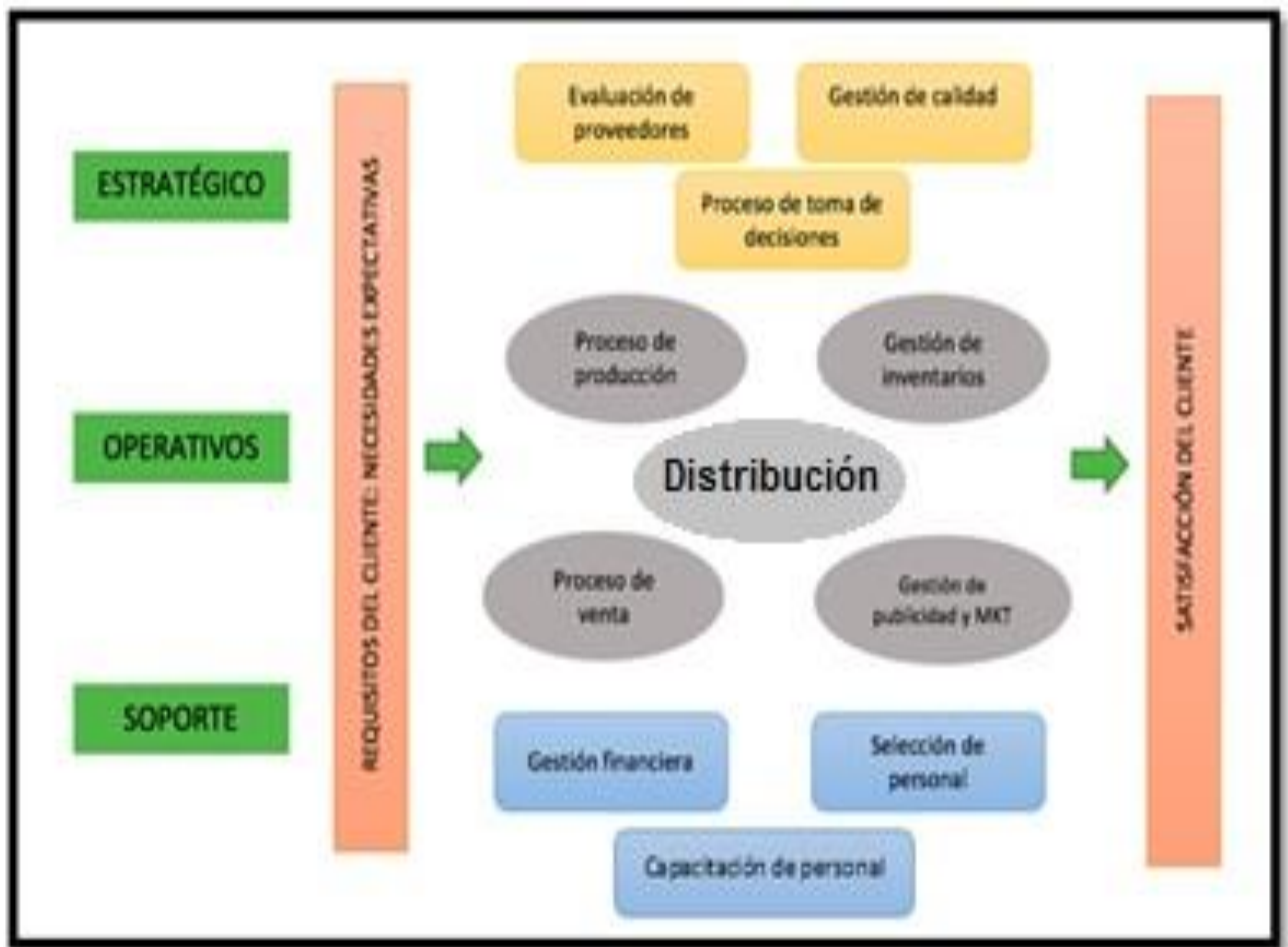 Evaluación de
proveedores
Gestión de calidad
ESTRATÉGICO
Proceso de toma de
decisiones
REQUISITOS DEL CLIENTE: NECESIDADES EXPECTATIVAS
Proceso de
producción
Gestión de
inventarios
OPERATIVOS
Distribución
SATISFACCIÓN DEL CLIENTE
Proceso de
venta
Gestión de
publicidad y MKT
SOPORTE
Gestión financiera
Selección de
personal
Capacitación de personal